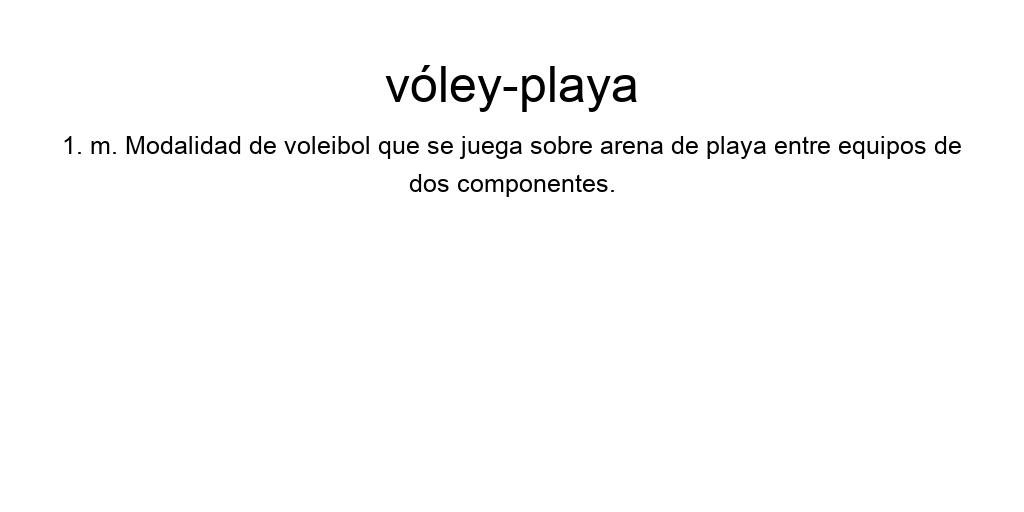 vóley-playa
1. m. Modalidad de voleibol que se juega sobre arena de playa entre equipos de
dos componentes.